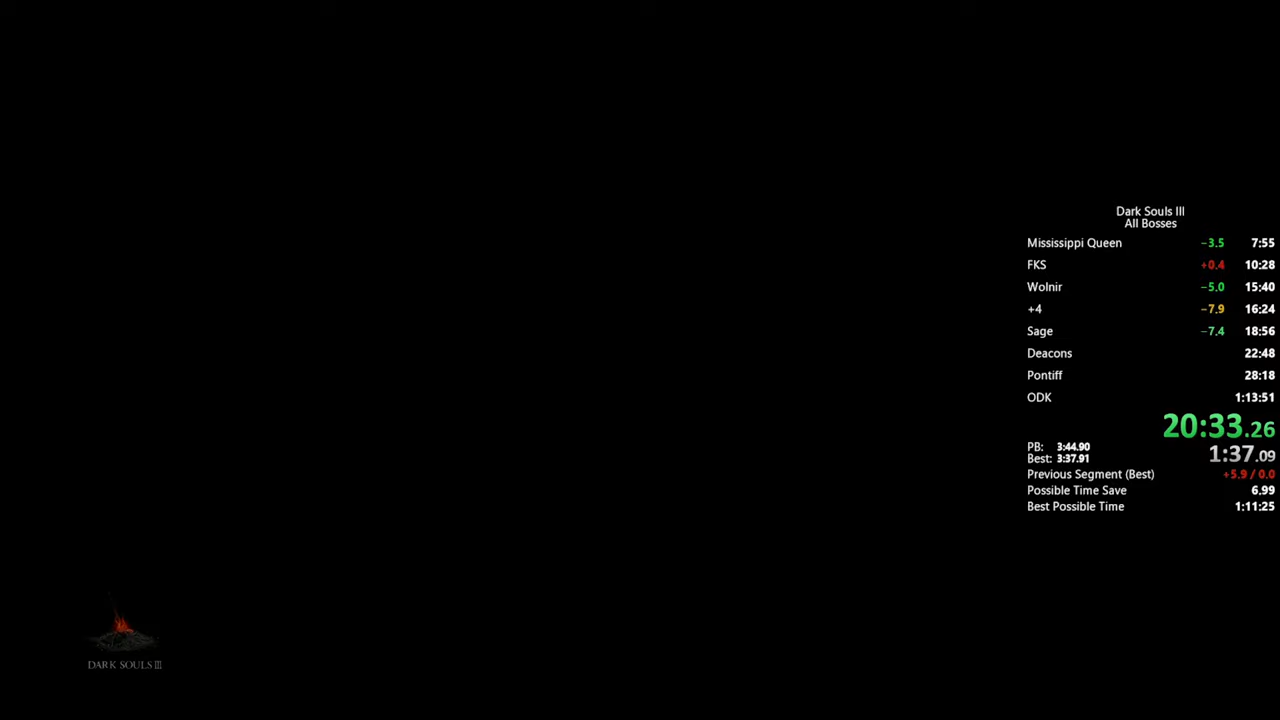 Dark Souls III
All Bosses
Mississippi Queen −3.5 7:55
FKS +0.4 10:28
Wolnir −5.0 15:40
+4 −7.9 16:24
Sage −7.4 18:56
Deacons 22:48
Pontiff 28:18
ODK 1:13:51
20:33.26
PB: 3:44.90
Best: 3:37.91
1:37.09
Previous Segment (Best) +5.9 / 0.0
Possible Time Save 6.99
Best Possible Time 1:11:25
DARK SOULS III